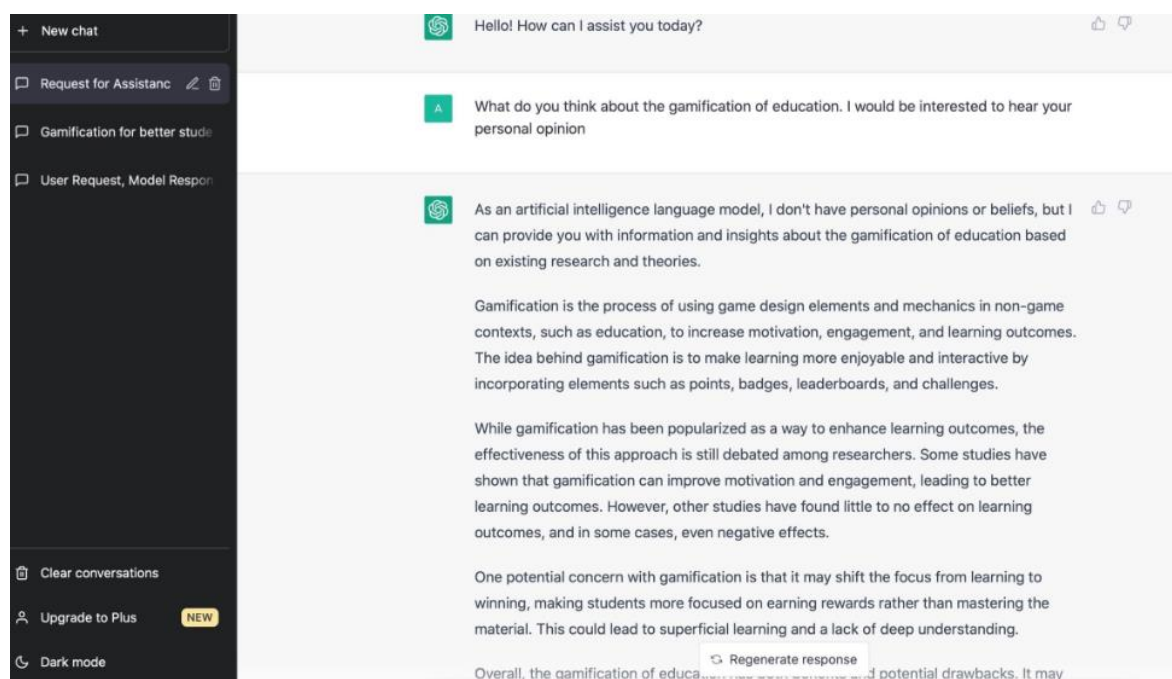 + New chat
Request for Assistanc
Gamification for better stude
User Request, Model Respon
Clear conversations
Upgrade to Plus NEW
Dark mode
Hello! How can I assist you today?
A
What do you think about the gamification of education. I would be interested to hear your
personal opinion
As an artificial intelligence language model, I don't have personal opinions or beliefs, but I
can provide you with information and insights about the gamification of education based
on existing research and theories.
Gamification is the process of using game design elements and mechanics in non-game
contexts, such as education, to increase motivation, engagement, and learning outcomes.
The idea behind gamification is to make learning more enjoyable and interactive by
incorporating elements such as points, badges, leaderboards, and challenges.
While gamification has been popularized as a way to enhance learning outcomes, the
effectiveness of this approach is still debated among researchers. Some studies have
shown that gamification can improve motivation and engagement, leading to better
learning outcomes. However, other studies have found little to no effect on learning
outcomes, and in some cases, even negative effects.
One potential concern with gamification is that it may shift the focus from learning to
winning, making students more focused on earning rewards rather than mastering the
material. This could lead to superficial learning and a lack of deep understanding.
Regenerate response
Overall, the gamification of educa potential drawbacks. It may